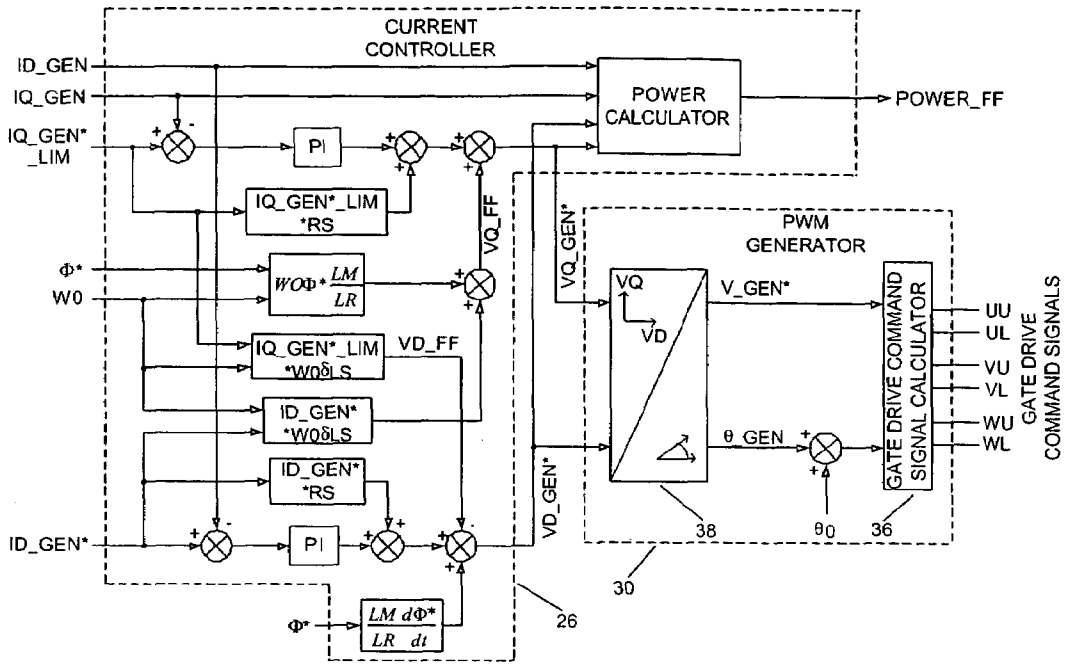 CURRENT
CONTROLLER
ID_GEN
IQ_GEN
IQ_GEN*
_LIM
+
-
PI
+
+
+
+
POWER
CALCULATOR
POWER_FF
IQ_GEN*_LIM
*RS
VQ_FF
VQ_GEN*
Φ*
W0
WOΦ* LM
LR
+
+
IQ_GEN*_LIM
*W0δLS
VD_FF
ID_GEN*
*W0δLS
ID_GEN*
*RS
ID_GEN*
+
-
PI
+
+
+
-
+
VD_GEN*
Φ*
LM dΦ*
LR dt
26
PWM
GENERATOR
VQ
VD
V_GEN*
θ_GEN
+
+
θ0
38
30
36
GATE DRIVE COMMAND
SIGNAL CALCULATOR
UU
UL
VU
VL
WU
WL
GATE DRIVE
COMMAND SIGNALS